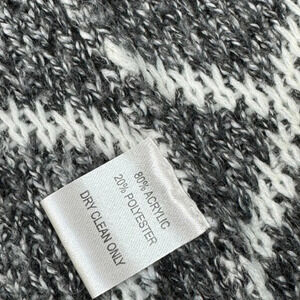 80% ACRYLIC
20% POLYESTER
DRY CLEAN ONLY